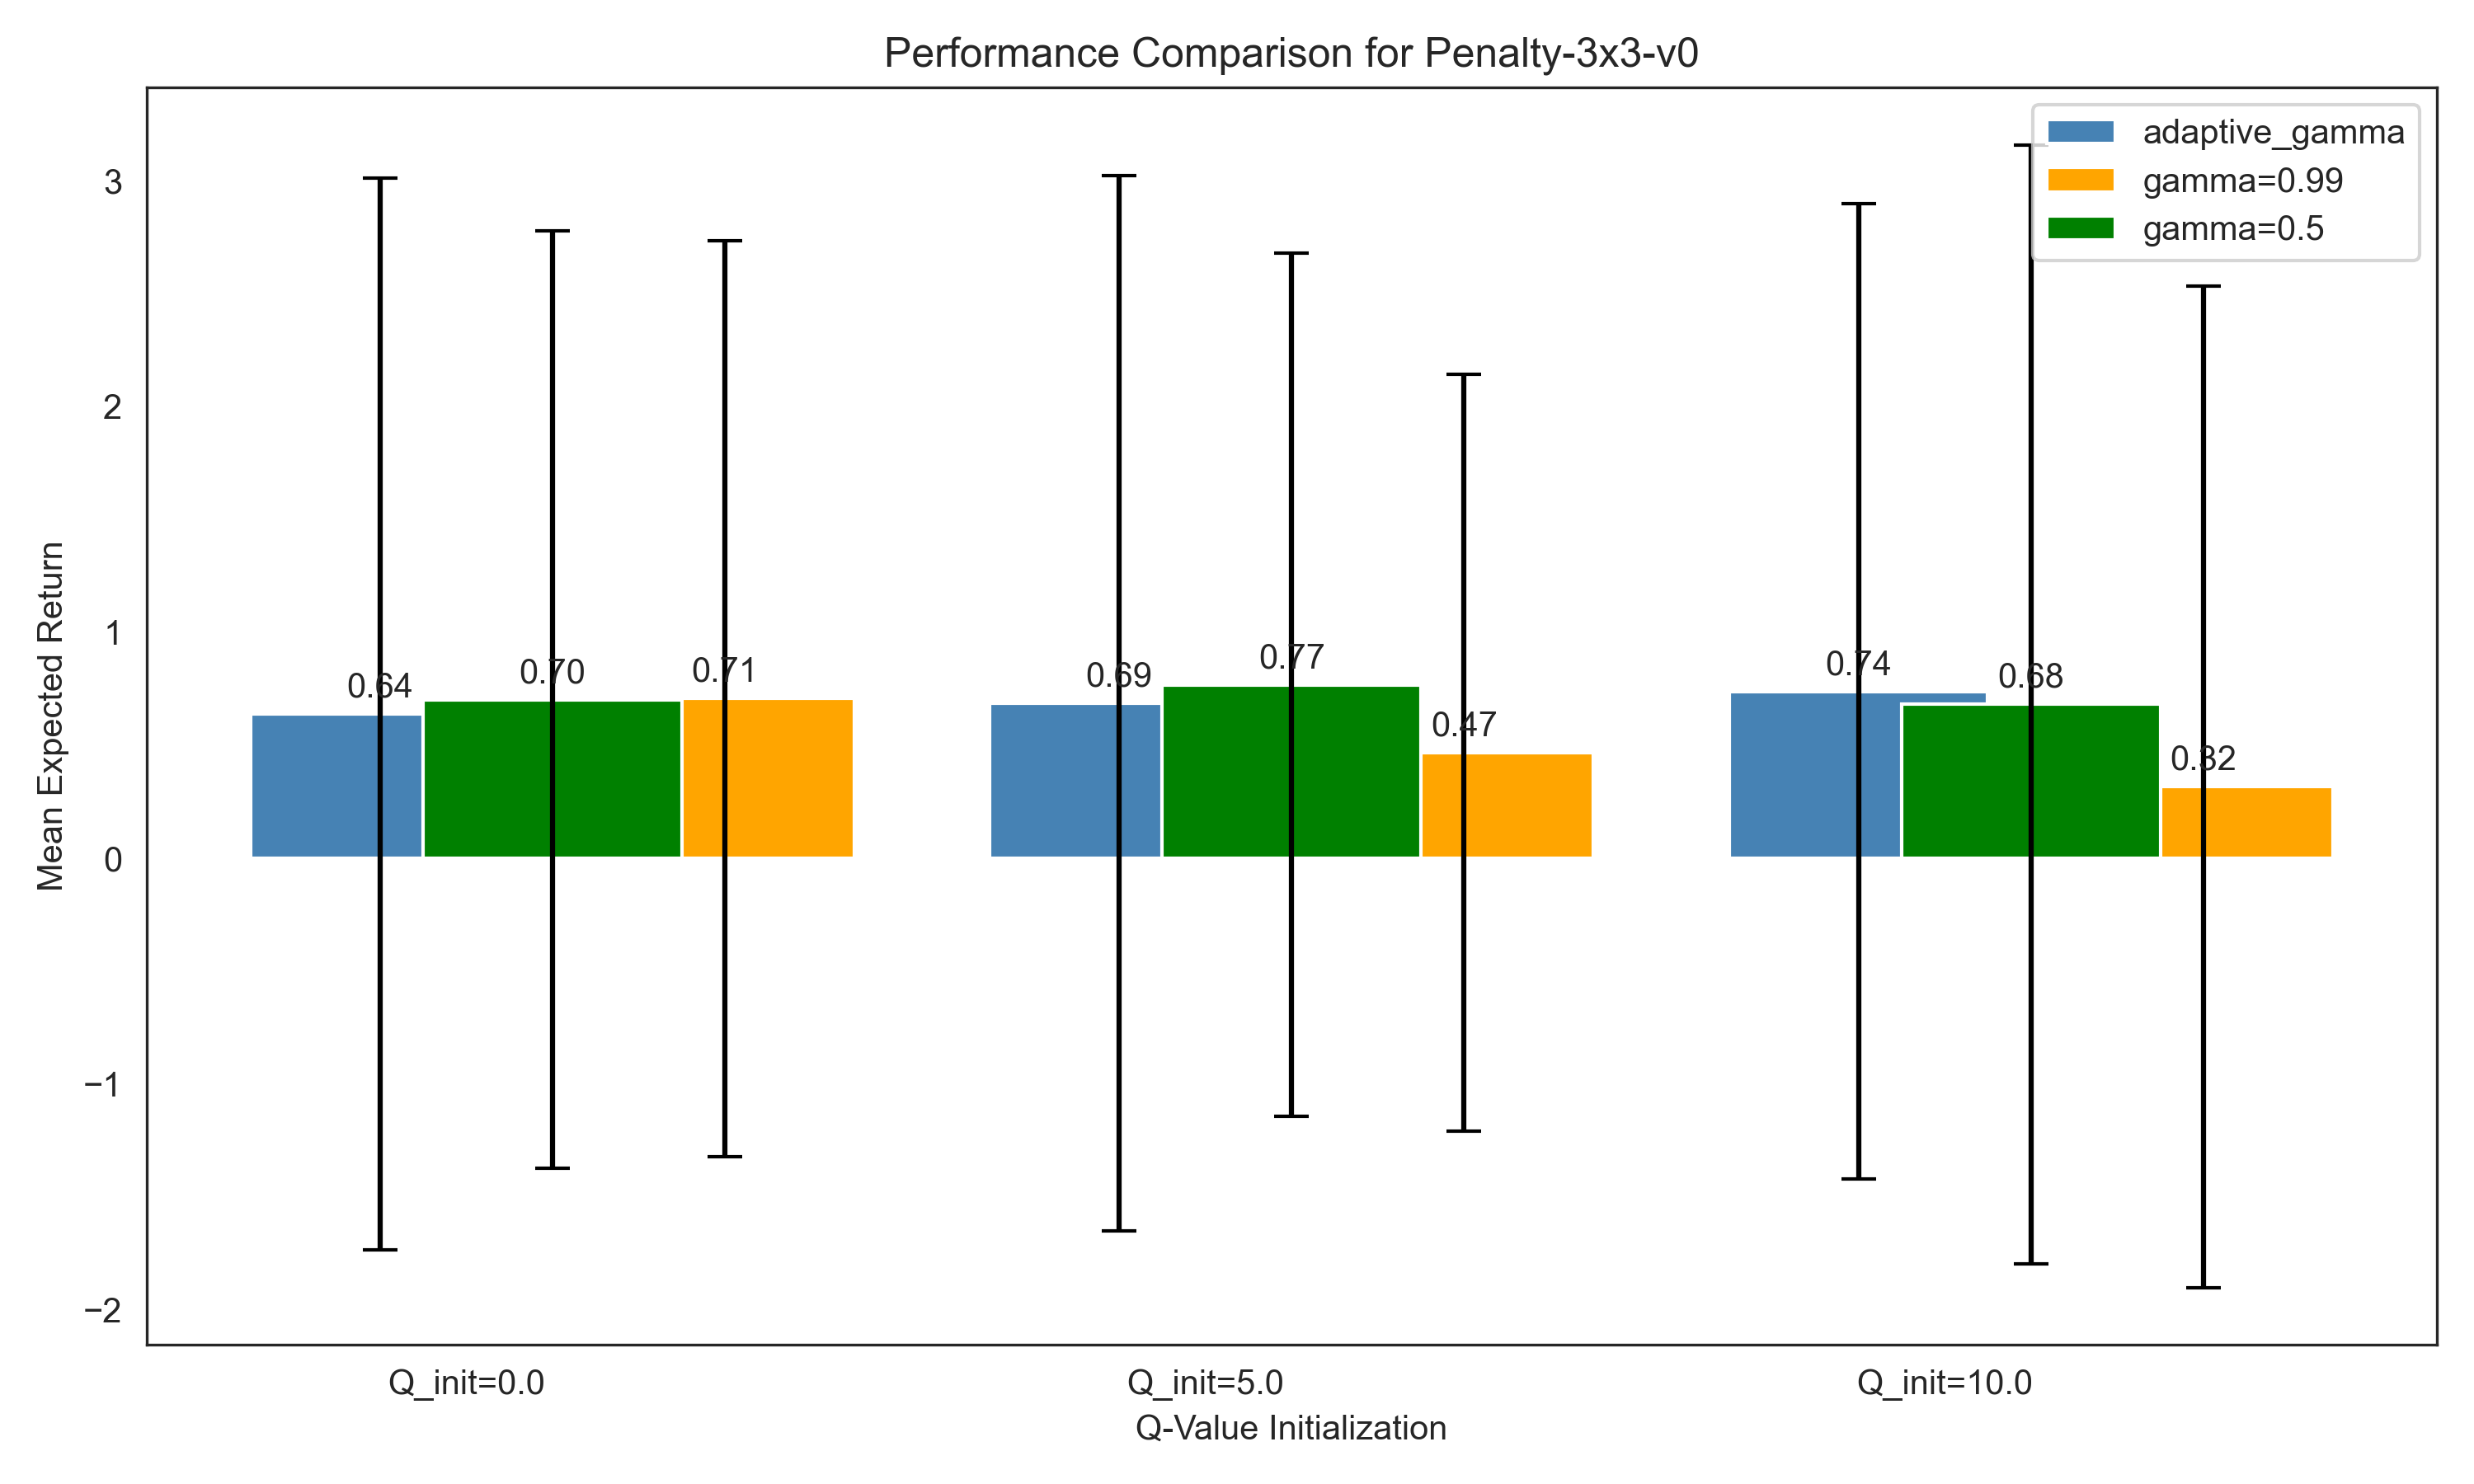 Performance Comparison for Penalty-3x3-v0
adaptive_gamma
gamma=0.99
gamma=0.5
3
2
1
0
−1
−2
Mean Expected Return
0.64
0.70
0.71
0.69
0.77
0.47
0.74
0.68
0.32
Q_init=0.0
Q_init=5.0
Q_init=10.0
Q-Value Initialization